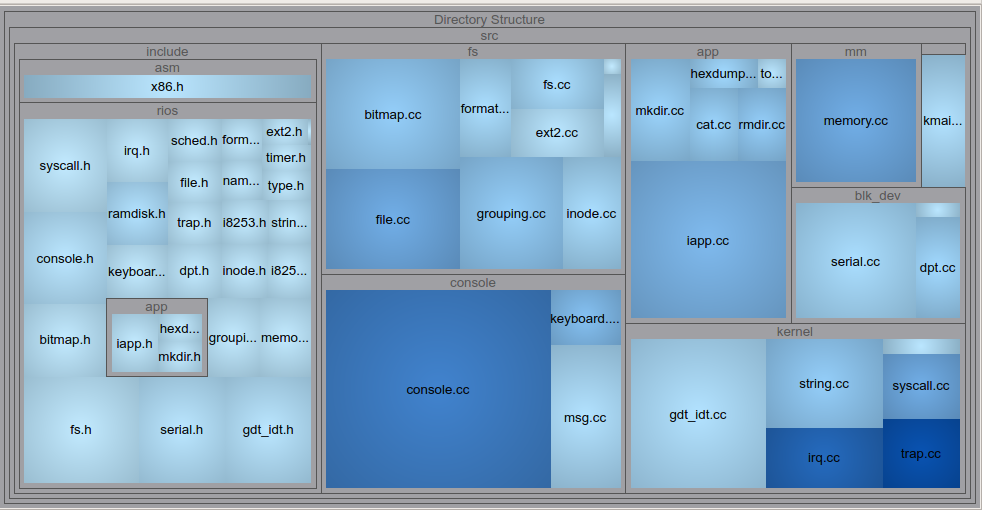 Directory Structure
src
include
asm
x86.h
rios
syscall.h
irq.h
sched.h
form...
ext2.h
timer.h
file.h
nam...
type.h
ramdisk.h
console.h
trap.h
i8253.h
strin...
keyboar...
dpt.h
inode.h
i825...
bitmap.h
app
iapp.h
hexd...
mkdir.h
groupi...
memo...
fs.h
serial.h
gdt_idt.h
fs
bitmap.cc
format...
fs.cc
ext2.cc
file.cc
grouping.cc
inode.cc
console
console.cc
keyboard....
msg.cc
app
mkdir.cc
hexdump...
to...
cat.cc
rmdir.cc
iapp.cc
mm
memory.cc
kmai...
blk_dev
serial.cc
dpt.cc
kernel
gdt_idt.cc
string.cc
syscall.cc
irq.cc
trap.cc